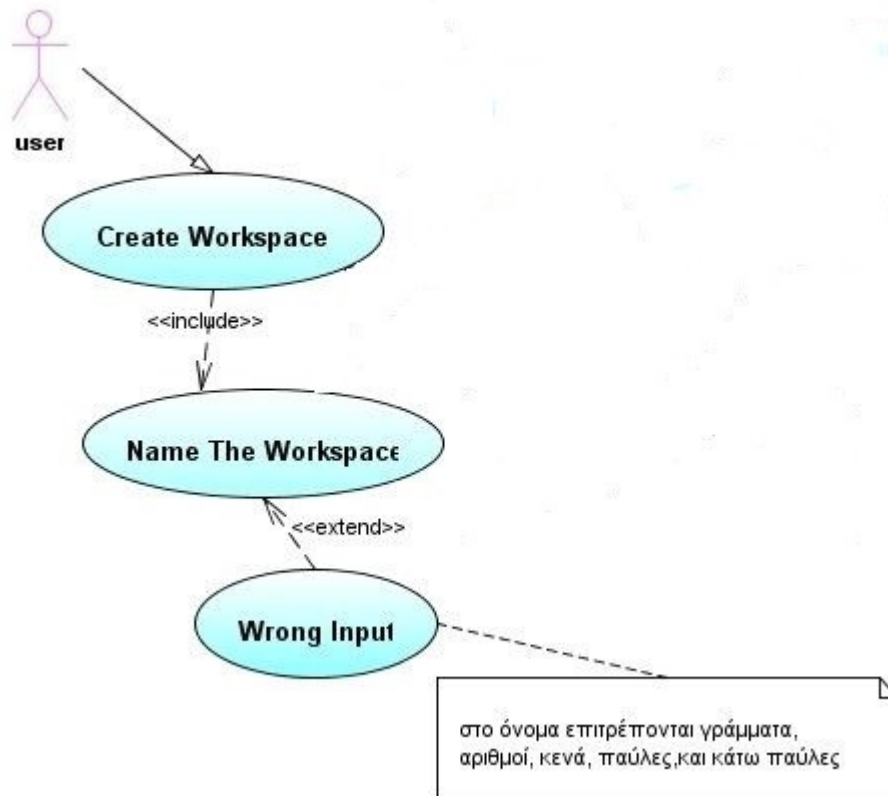 user
Create Workspace
<<include>>
Name The Workspace
<<extend>>
Wrong Input
στο όνομα επιτρέπονται γράμματα,
αριθμοί, κενά, παύλες,και κάτω παύλες